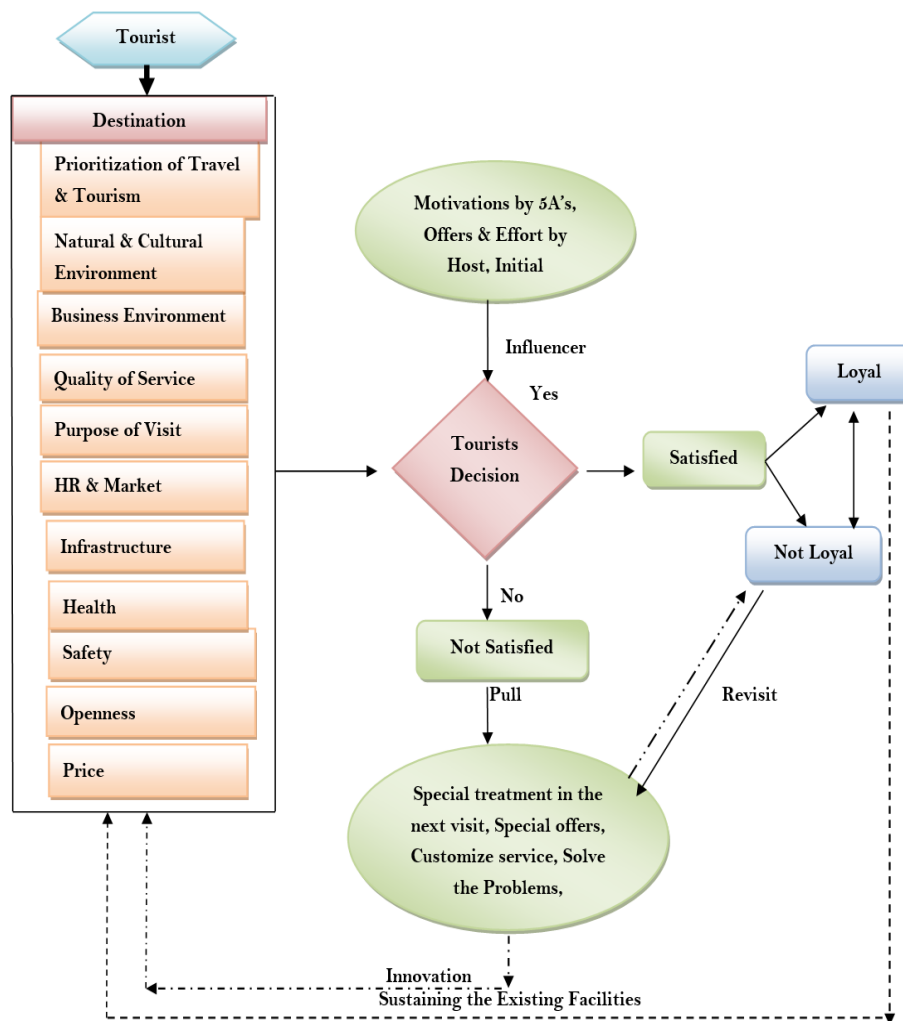 Tourist
Destination
Prioritization of Travel
& Tourism
Natural & Cultural
Environment
Business Environment
Quality of Service
Purpose of Visit
HR & Market
Infrastructure
Health
Safety
Openness
Price
Motivations by 5A's,
Offers & Effort by
Host, Initial
Influencer
Yes
Tourists
Decision
Satisfied
Loyal
Not Loyal
No
Not Satisfied
Pull
Revisit
Special treatment in the
next visit, Special offers,
Customize service, Solve
the Problems,
Innovation
Sustaining the Existing Facilities